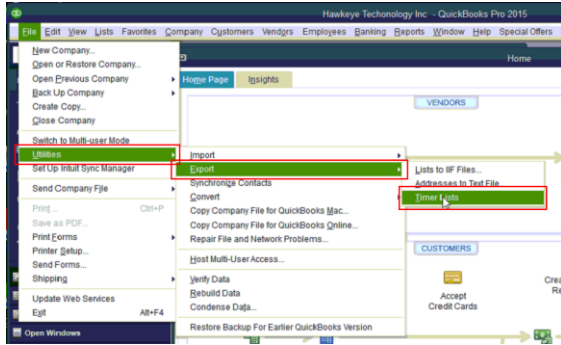 Hawkeye Techonology Inc - QuickBooks Pro 2015
File Edit View Lists Favorites Company Customers Vendors Employees Banking Reports Window Help Special Offers
Home
New Company...
Open or Restore Company...
Open Previous Company
Back Up Company
Create Copy...
Close Company
Switch to Multi-user Mode
Utilities
Set Up Intuit Sync Manager
Send Company File
Print ... Ctrl+P
Save as PDF...
Print Forms
Printer Setup...
Send Forms...
Shipping
Update Web Services
Exit Alt+F4
Open Windows
Home Page Insights
VENDORS
Import
Export
Synchronize Contacts
Convert
Copy Company File for QuickBooks Mac...
Copy Company File for QuickBooks Online...
Repair File and Network Problems...
Host Multi-User Access...
Verify Data
Rebuild Data
Condense Data...
Restore Backup For Earlier QuickBooks Version
Lists to IIF Files...
Addresses to Text File
Timer Lists
CUSTOMERS
Accept
Credit Cards
Crea
Re